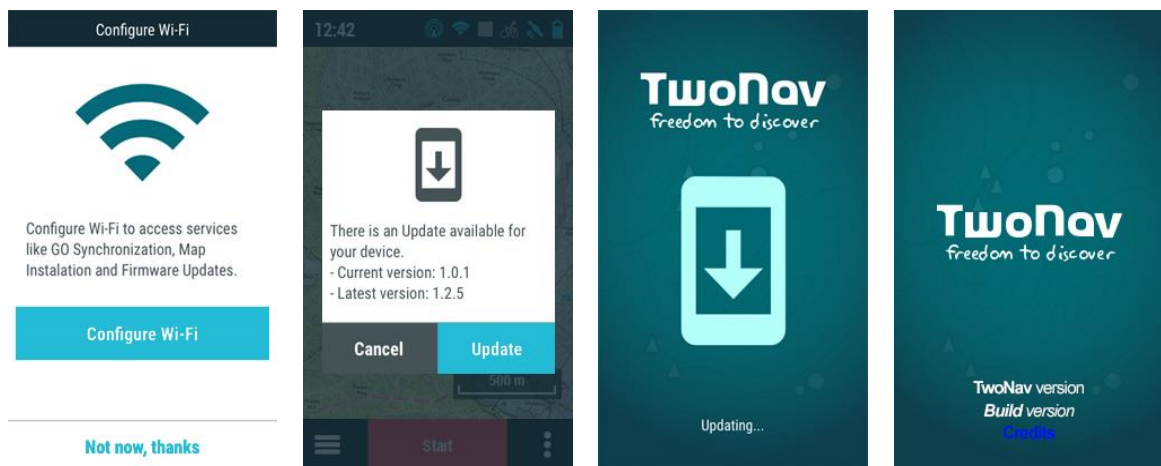 Configure Wi-Fi
Configure Wi-Fi to access services
like GO Synchronization, Map
Instalation and Firmware Updates.
Configure Wi-Fi
Not now, thanks
12:42
There is an Update available for
your device.
- Current version: 1.0.1
- Latest version: 1.2.5
Cancel
Update
500 m
Start
TwoNav
freedom to discover
Updating...
TwoNav
freedom to discover
TwoNav version
Build version
Credits